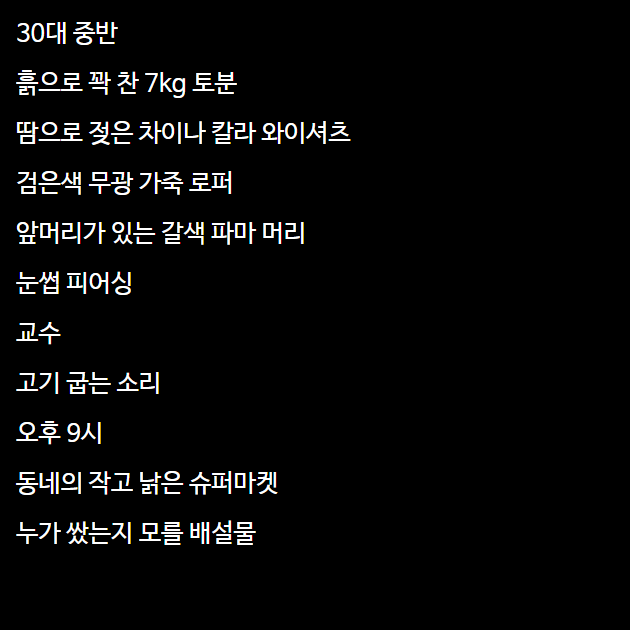 30대 중반
흙으로 꽉 찬 7kg 토분
땀으로 젖은 차이나 칼라 와이셔츠
검은색 무광 가죽 로퍼
앞머리가 있는 갈색 파마 머리
눈썹 피어싱
교수
고기 굽는 소리
오후 9시
동네의 작고 낡은 슈퍼마켓
누가 쌌는지 모를 배설물